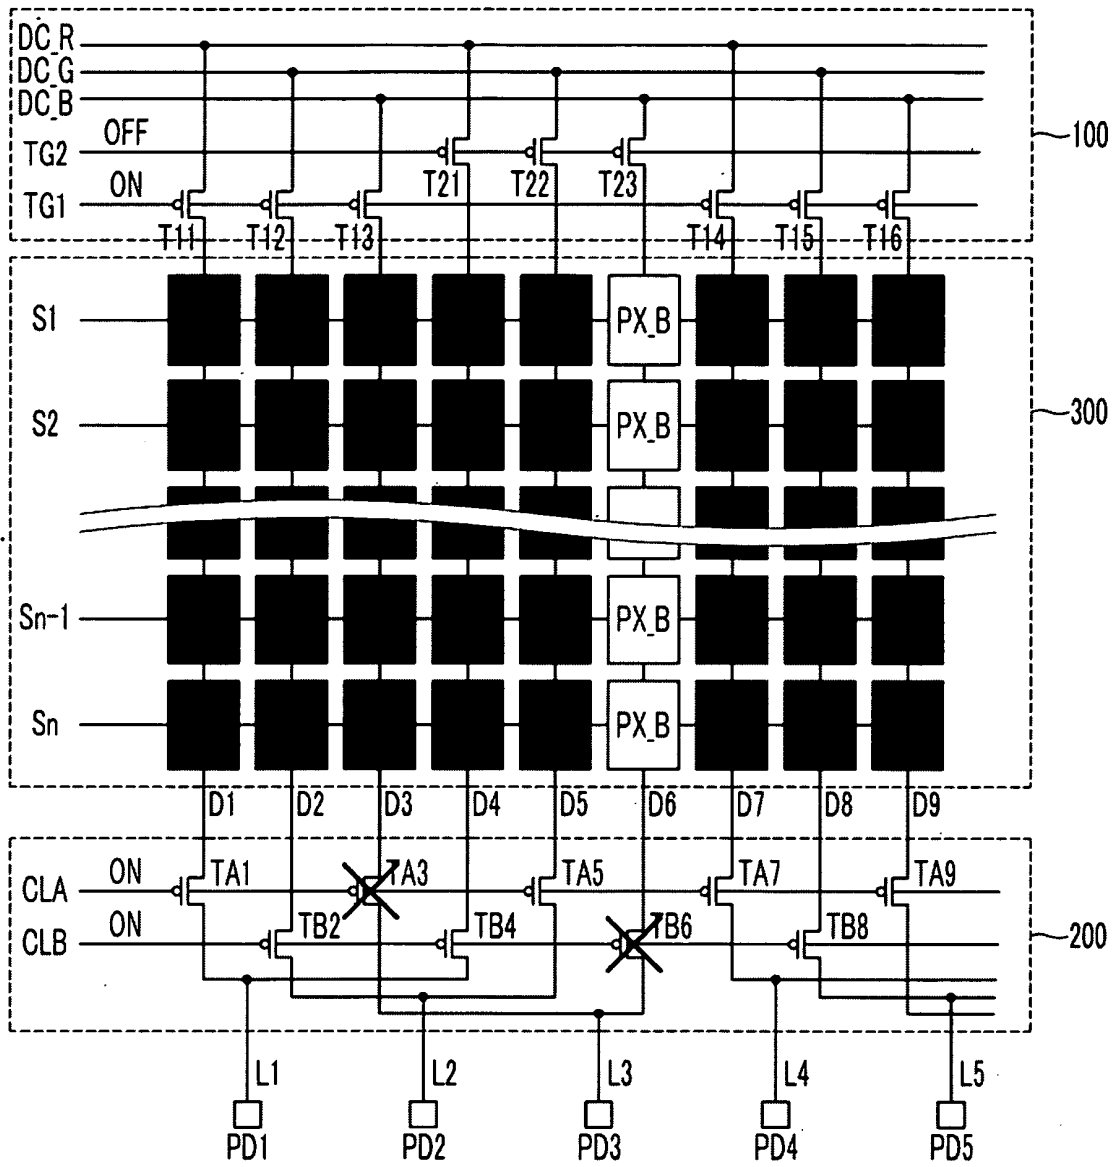 DC_R
DC_G
DC_B
OFF
TG2
T21 T22 T23
100
ON
TG1
T11 T12 T13 T14 T15 T16
S1 PX_B
300
S2 PX_B
Sn-1 PX_B
Sn PX_B
D1 D2 D3 D4 D5 D6 D7 D8 D9
ON
CLA TA1 TA3 TA5 TA7 TA9
ON
CLB TB2 TB4 TB6 TB8
200
L1 L2 L3 L4 L5
PD1 PD2 PD3 PD4 PD5